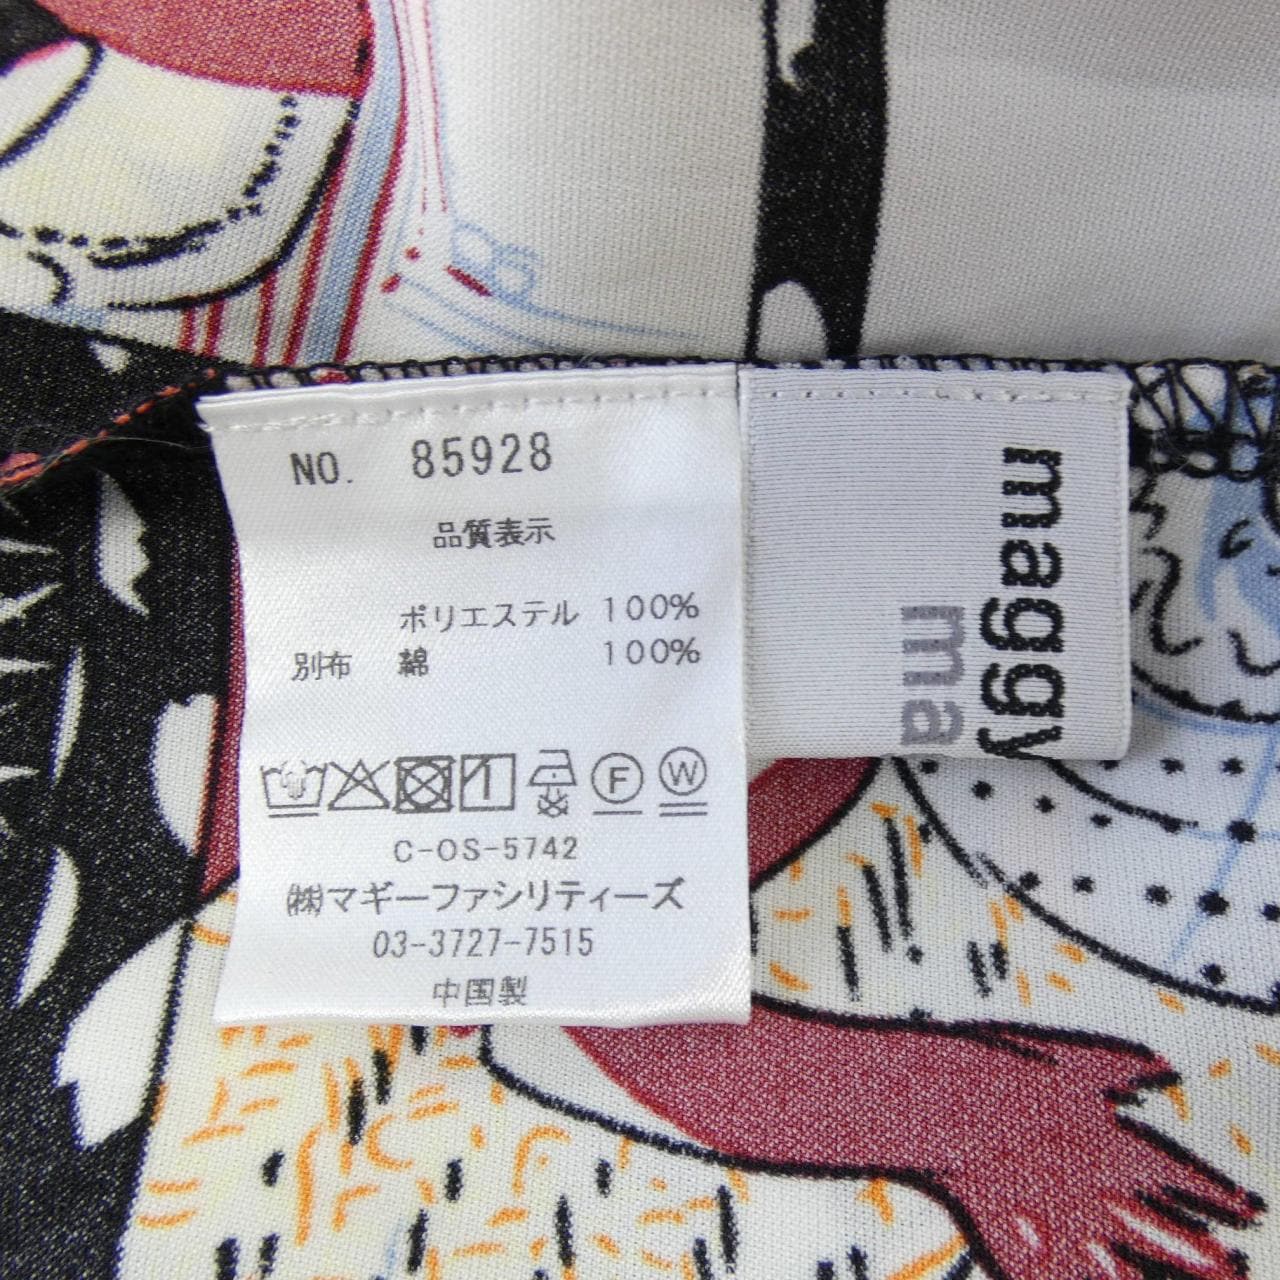 NO. 85928
品質表示
ポリエステル 100%
別布 綿 100%
F
W
C-OS-5742
㈱マギーファシリティーズ
03-3727-7515
中国製
maggy
ma